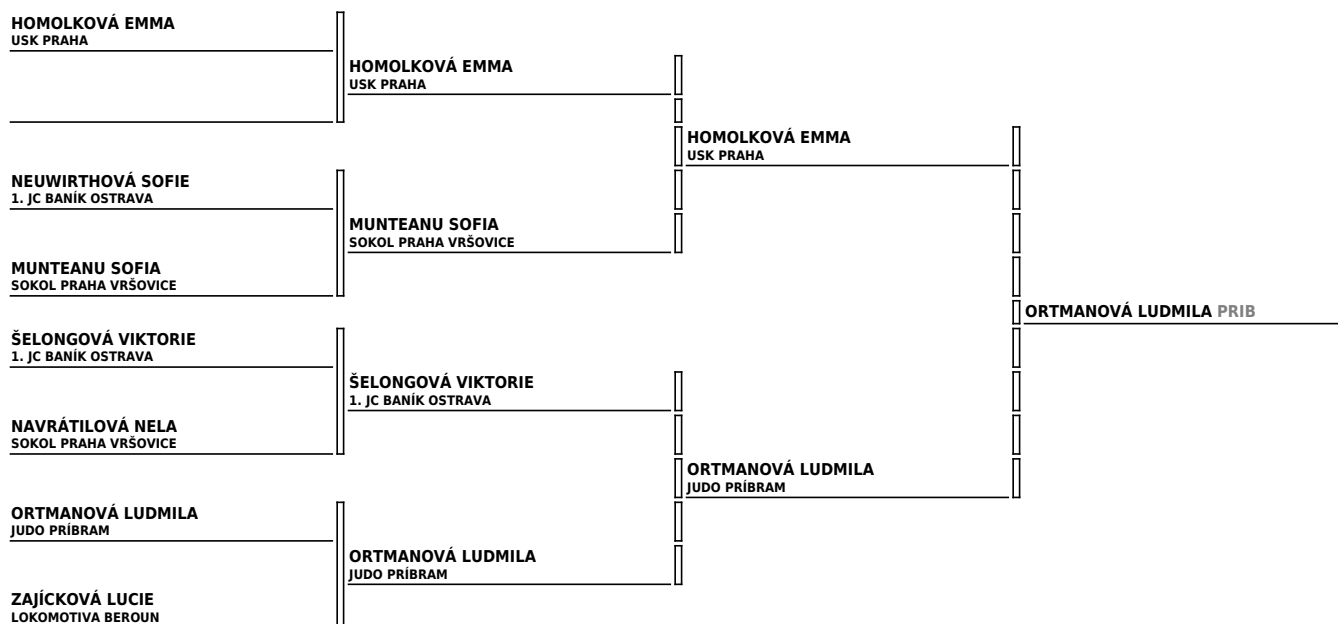 HOMOLKOVÁ EMMA
USK PRAHA
NEUWIRTHOVÁ SOFIE
1. JC BANÍK OSTRAVA
MUNTEANU SOFIA
SOKOL PRAHA VRŠOVICE
ŠELONGOVÁ VIKTORIE
1. JC BANÍK OSTRAVA
NAVRÁTILOVÁ NELA
SOKOL PRAHA VRŠOVICE
ORTMANOVÁ LUDMILA
JUDO PRÍBRAM
ZAJÍCKOVÁ LUCIE
LOKOMOTIVA BEROUN
HOMOLKOVÁ EMMA
USK PRAHA
MUNTEANU SOFIA
SOKOL PRAHA VRŠOVICE
ŠELONGOVÁ VIKTORIE
1. JC BANÍK OSTRAVA
ORTMANOVÁ LUDMILA
JUDO PRÍBRAM
HOMOLKOVÁ EMMA
USK PRAHA
ORTMANOVÁ LUDMILA
JUDO PRÍBRAM
ORTMANOVÁ LUDMILA PRIB